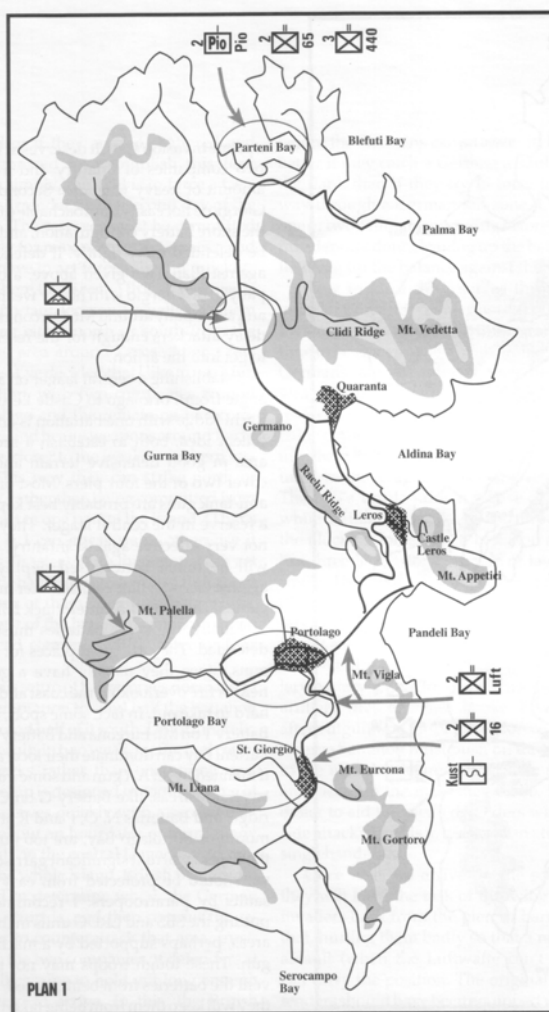 2 Pio Pio
2 65
3 440
Parteni Bay
Blefuti Bay
Palma Bay
Clidi Ridge
Mt. Vedetta
Quaranta
Germano
Gurna Bay
Aldina Bay
Rachi Ridge
Leros
Castle
Leros
Mt. Appetici
Mt. Palella
Portolago
Pandeli Bay
Mt. Vigla
2 Luft
Portolago Bay
St. Giorgio
2 16
Kust
Mt. Liana
Mt. Eurcona
Mt. Gortoro
Serocampo
Bay
PLAN 1